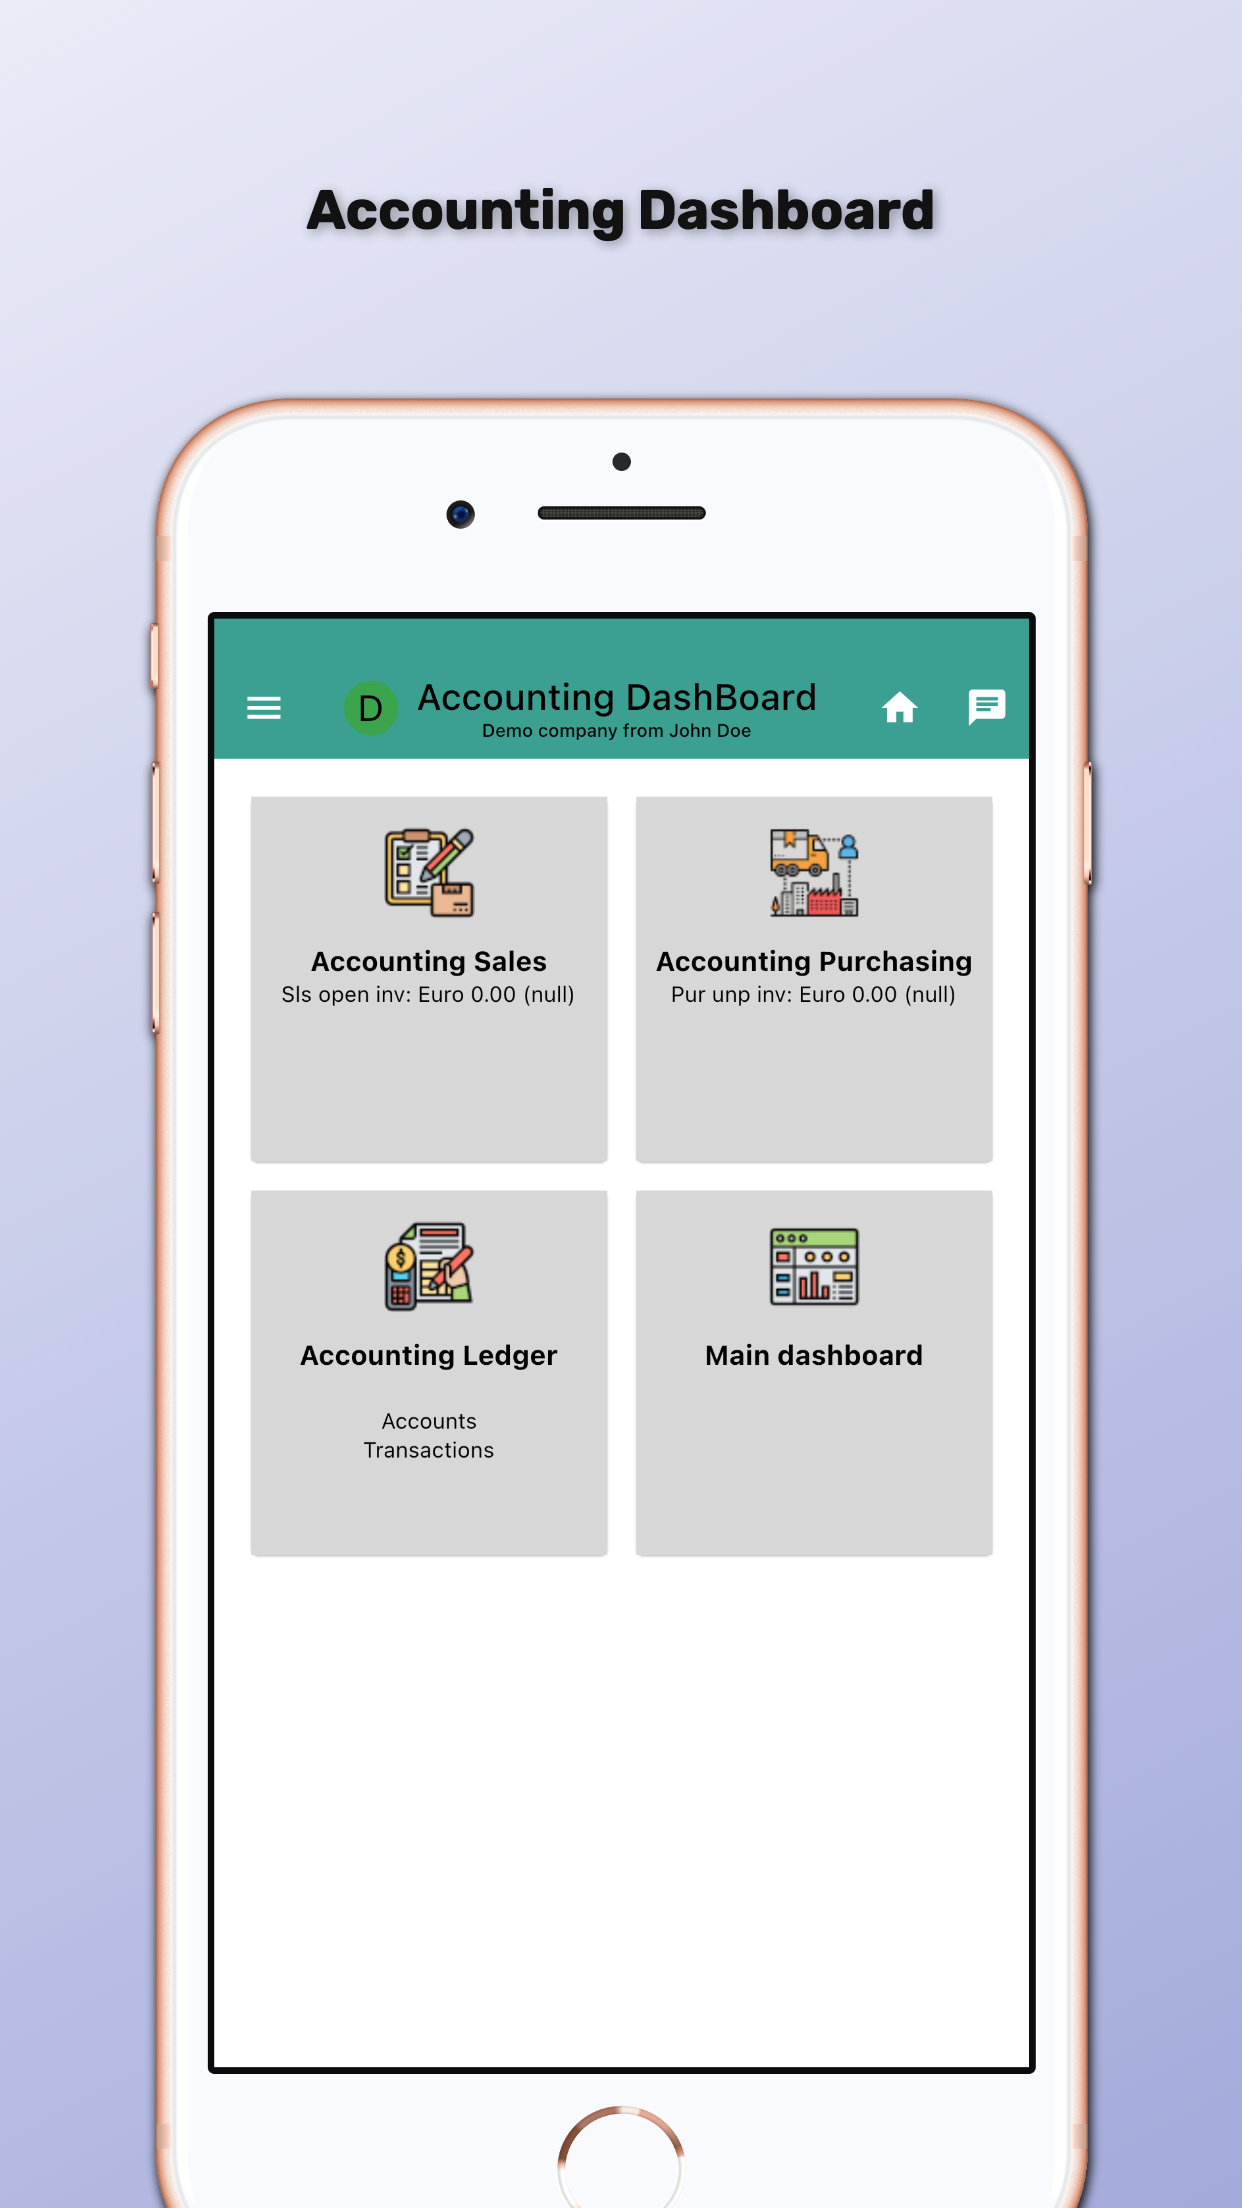 Accounting Dashboard
D
Accounting DashBoard
Demo company from John Doe
Accounting Sales
Sls open inv: Euro 0.00 (null)
Accounting Purchasing
Pur unp inv: Euro 0.00 (null)
Accounting Ledger
Accounts
Transactions
Main dashboard